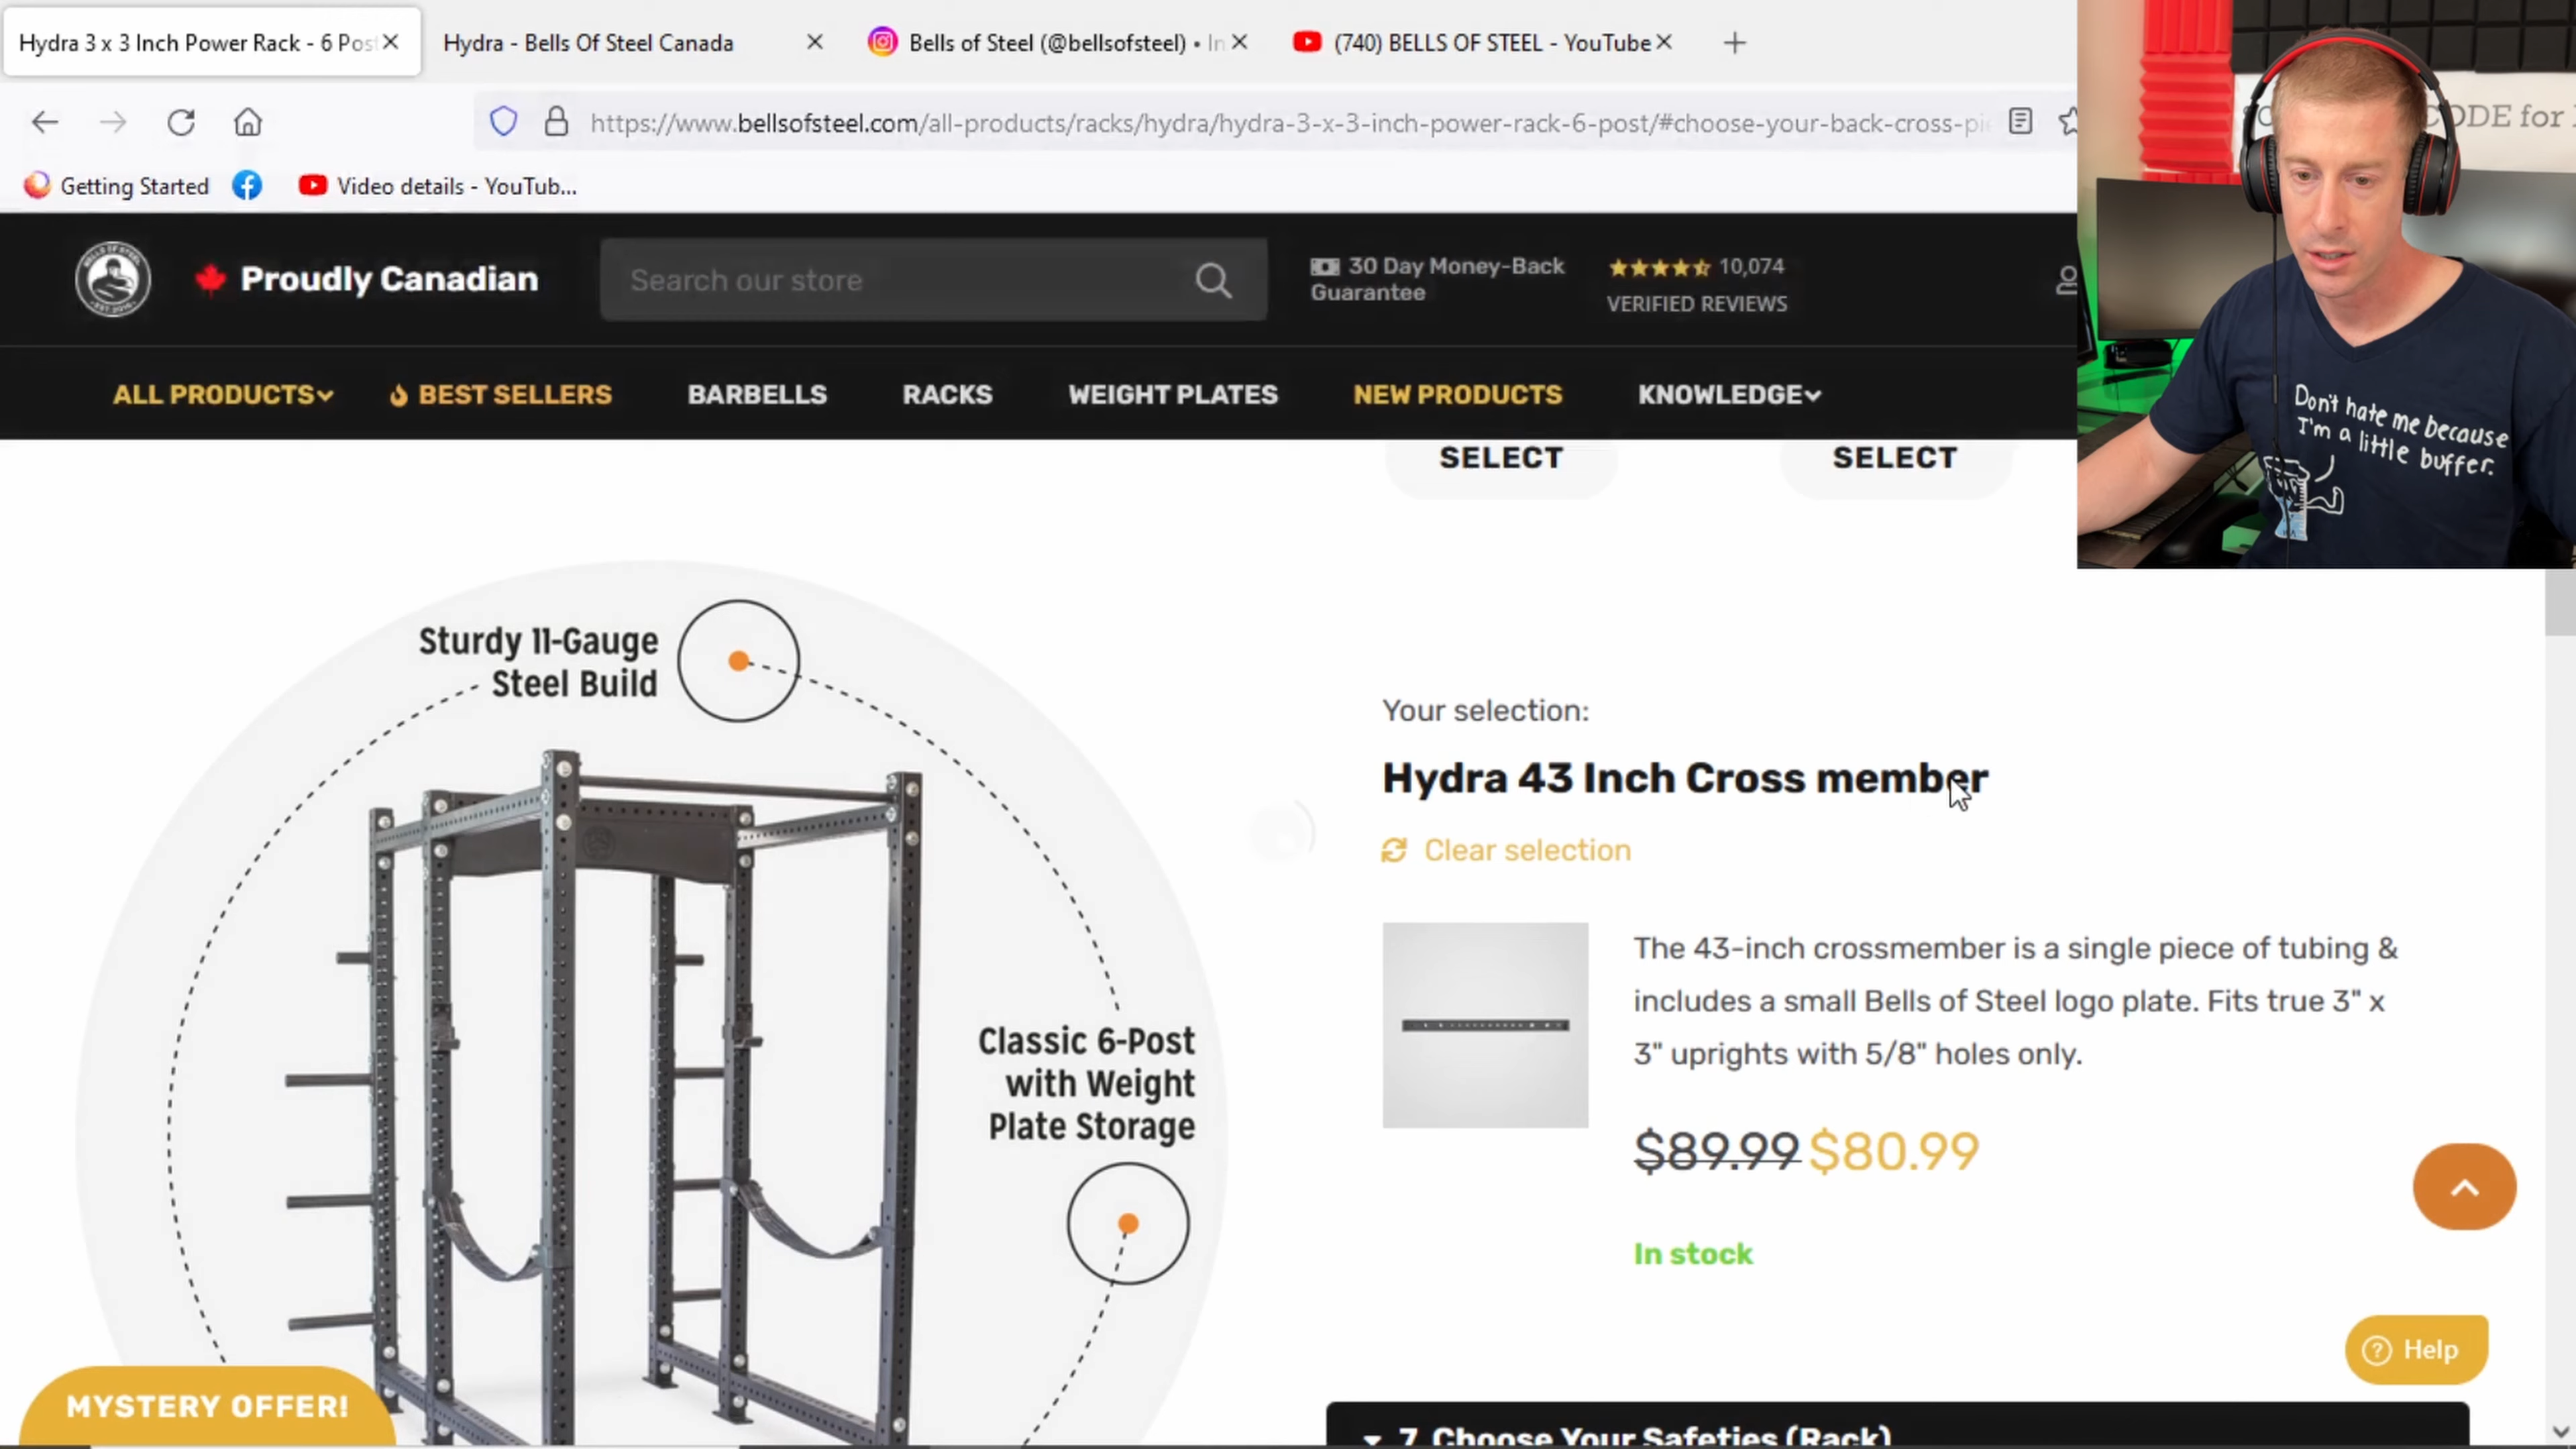 Hydra 3 x 3 Inch Power Rack - 6 Pos
Hydra - Bells Of Steel Canada
Bells of Steel (@bellsofsteel) • In
(740) BELLS OF STEEL - YouTube
https://www.bellsofsteel.com/all-products/racks/hydra/hydra-3-x-3-inch-power-rack-6-post/#choose-your-back-cross-pi
CODE for
Getting Started
Video details - YouTub...
Proudly Canadian
Search our store
30 Day Money-Back
Guarantee
10,074
VERIFIED REVIEWS
ALL PRODUCTS
BEST SELLERS
BARBELLS
RACKS
WEIGHT PLATES
NEW PRODUCTS
KNOWLEDGE
Don't hate me because
I'm a little buffer.
SELECT
SELECT
Sturdy 11-Gauge
Steel Build
Classic 6-Post
with Weight
Plate Storage
Your selection:
Hydra 43 Inch Cross member
Clear selection
The 43-inch crossmember is a single piece of tubing &
includes a small Bells of Steel logo plate. Fits true 3" x
3" uprights with 5/8" holes only.
$89.99 $80.99
In stock
Help
MYSTERY OFFER!
7. Choose Your Safeties (Rack)